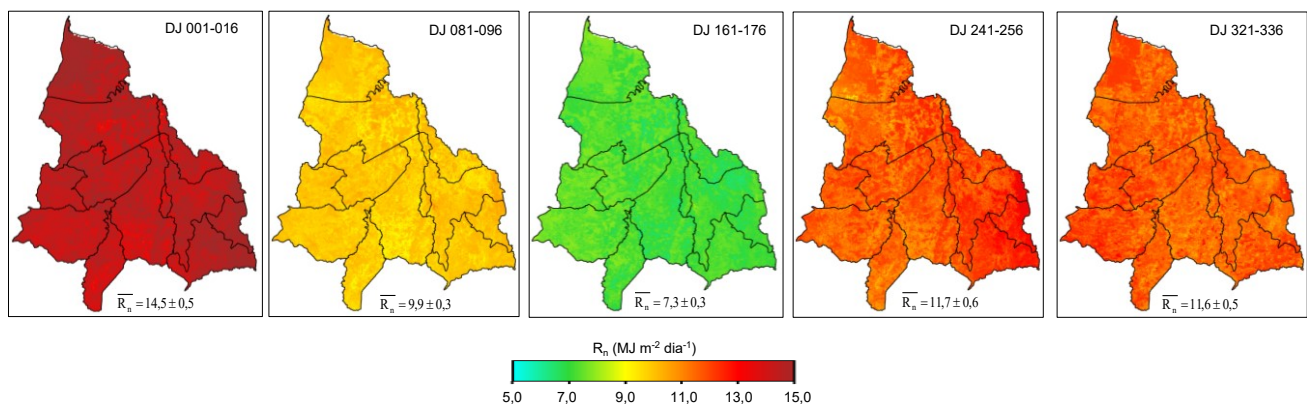 DJ 001-016
DJ 081-096
DJ 161-176
DJ 241-256
DJ 321-336
Rn = 14,5 ± 0,5
Rn = 9,9 ± 0,3
Rn = 7,3 ± 0,3
Rn = 11,7 ± 0,6
Rn = 11,6 ± 0,5
Rn (MJ m-2 dia-1)
5,0 7,0 9,0 11,0 13,0 15,0